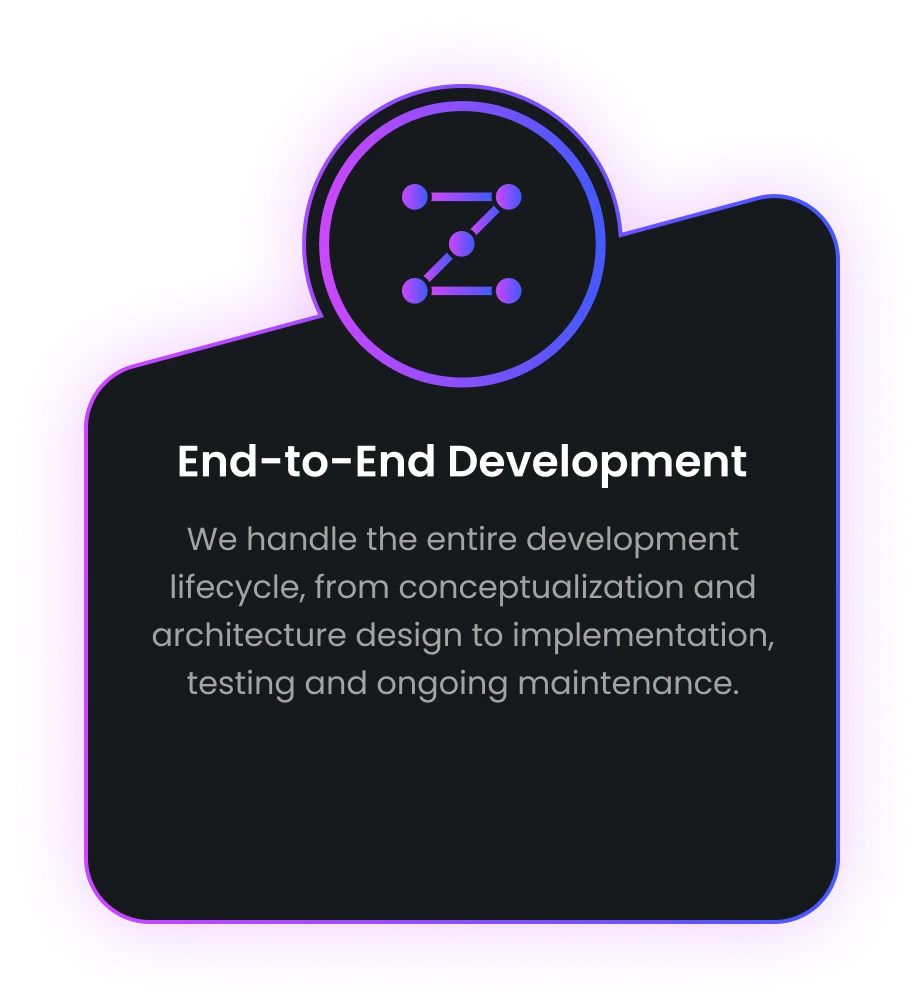 End-to-End Development
We handle the entire development
lifecycle, from conceptualization and
architecture design to implementation,
testing and ongoing maintenance.